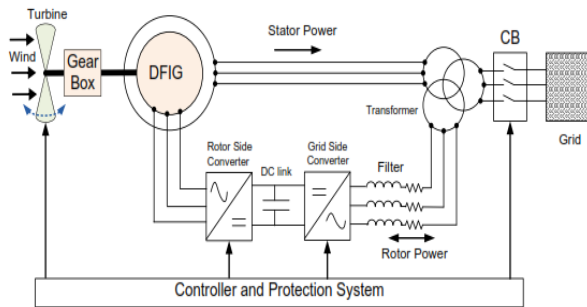 Turbine
Wind
Gear
Box
DFIG
Stator Power
CB
Transformer
Grid
Rotor Side
Converter
DC link
Grid Side
Converter
Filter
Rotor Power
Controller and Protection System